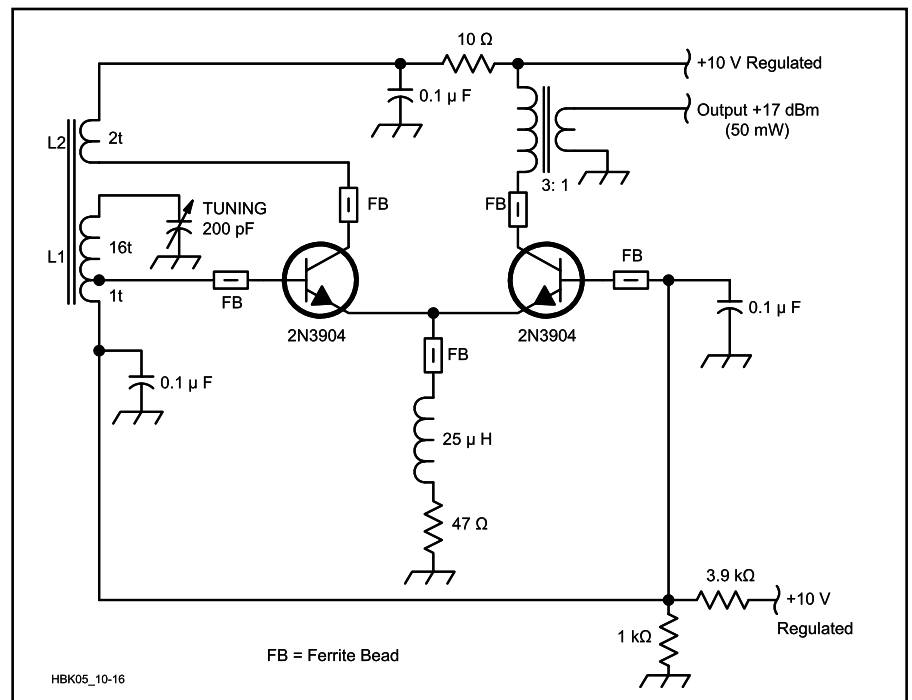 10 Ω
+10 V Regulated
0.1 µ F
Output +17 dBm
(50 mW)
L2
2t
3: 1
FB
FB
TUNING
200 pF
L1
16t
1t
FB
FB
0.1 µ F
2N3904
2N3904
FB
0.1 µ F
25 µ H
47 Ω
3.9 kΩ
+10 V
Regulated
1 kΩ
FB = Ferrite Bead
HBK05_10-16